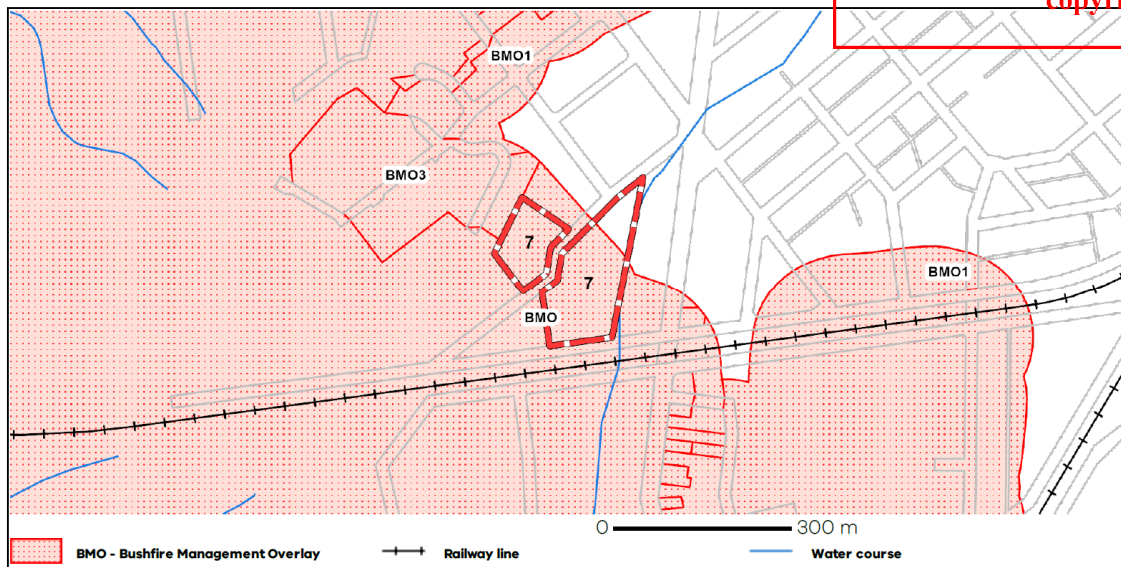 BMO1
BMO3
7
7
BMO
BMO1
0 300 m
BMO - Bushfire Management Overlay
Railway line
Water course